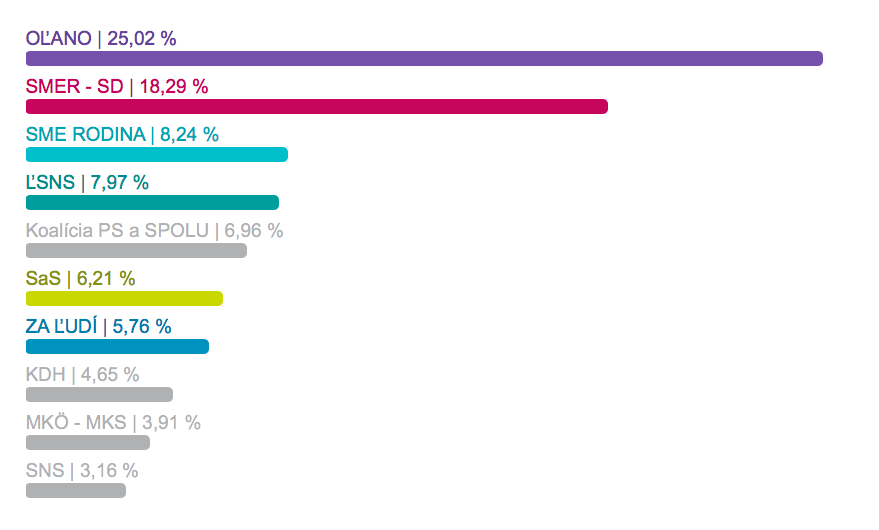 OĽANO | 25,02 %
SMER - SD | 18,29 %
SME RODINA | 8,24 %
ĽSNS | 7,97 %
Koalícia PS a SPOLU | 6,96 %
SaS | 6,21 %
ZA ĽUDÍ | 5,76 %
KDH | 4,65 %
MKÖ - MKS | 3,91 %
SNS | 3,16 %